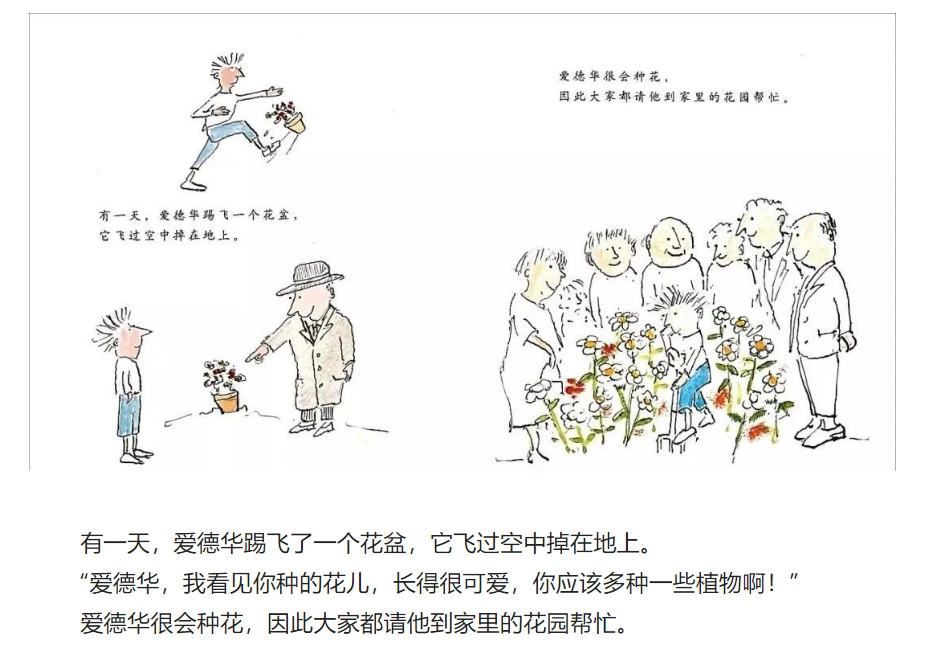 有一天，爱德华踢飞一个花盆，
它飞过空中掉在地上。
爱德华很会种花，
因此大家都请他到家里的花园帮忙。
有一天，爱德华踢飞了一个花盆，它飞过空中掉在地上。
“爱德华，我看见你种的花儿，长得很可爱，你应该多种一些植物啊！”
爱德华很会种花，因此大家都请他到家里的花园帮忙。